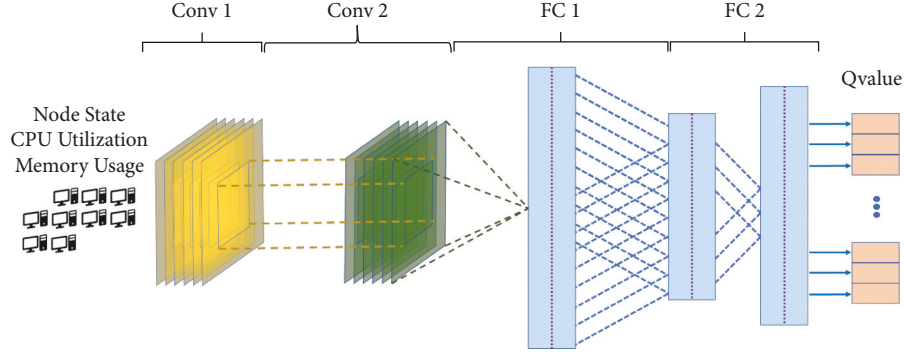 Conv 1
Conv 2
FC 1
FC 2
Node State
CPU Utilization
Memory Usage
Qvalue